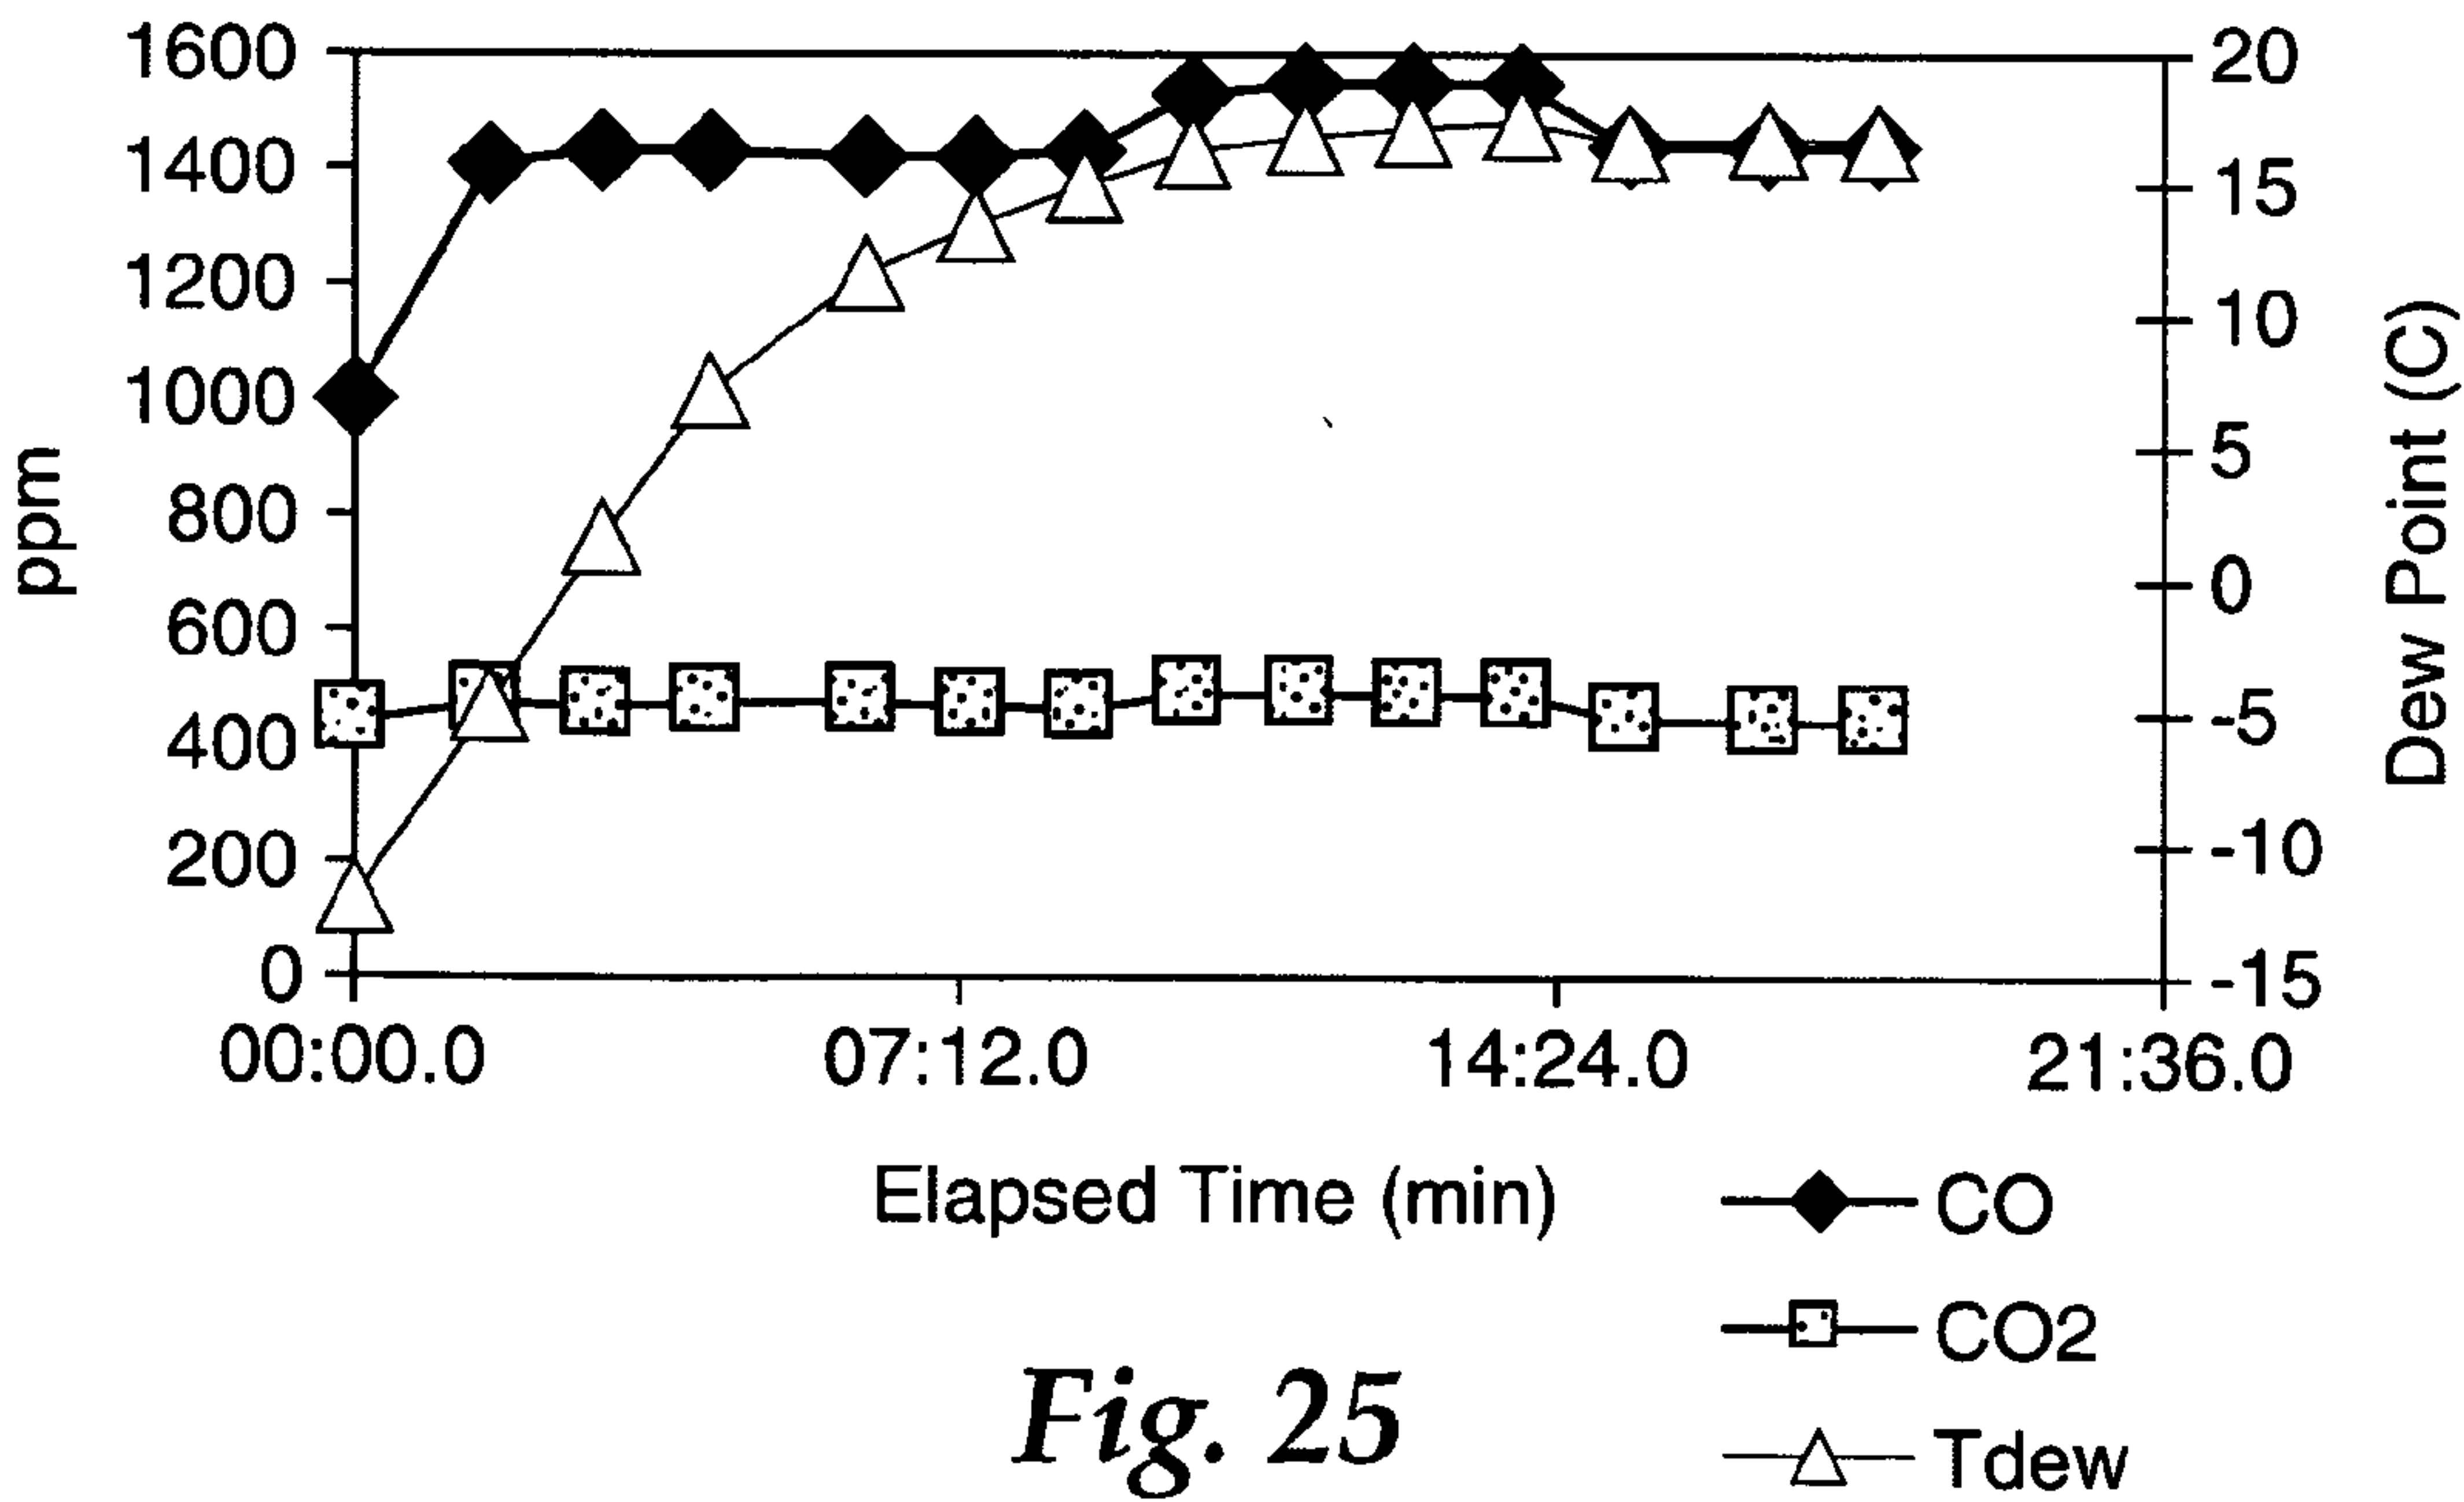 1600
1400
1200
1000
800
600
400
200
0
ppm
20
15
10
5
0
-5
-10
-15
Dew Point (C)
00:00.0 07:12.0 14:24.0 21:36.0
Elapsed Time (min)
CO
CO2
Tdew
Fig. 25